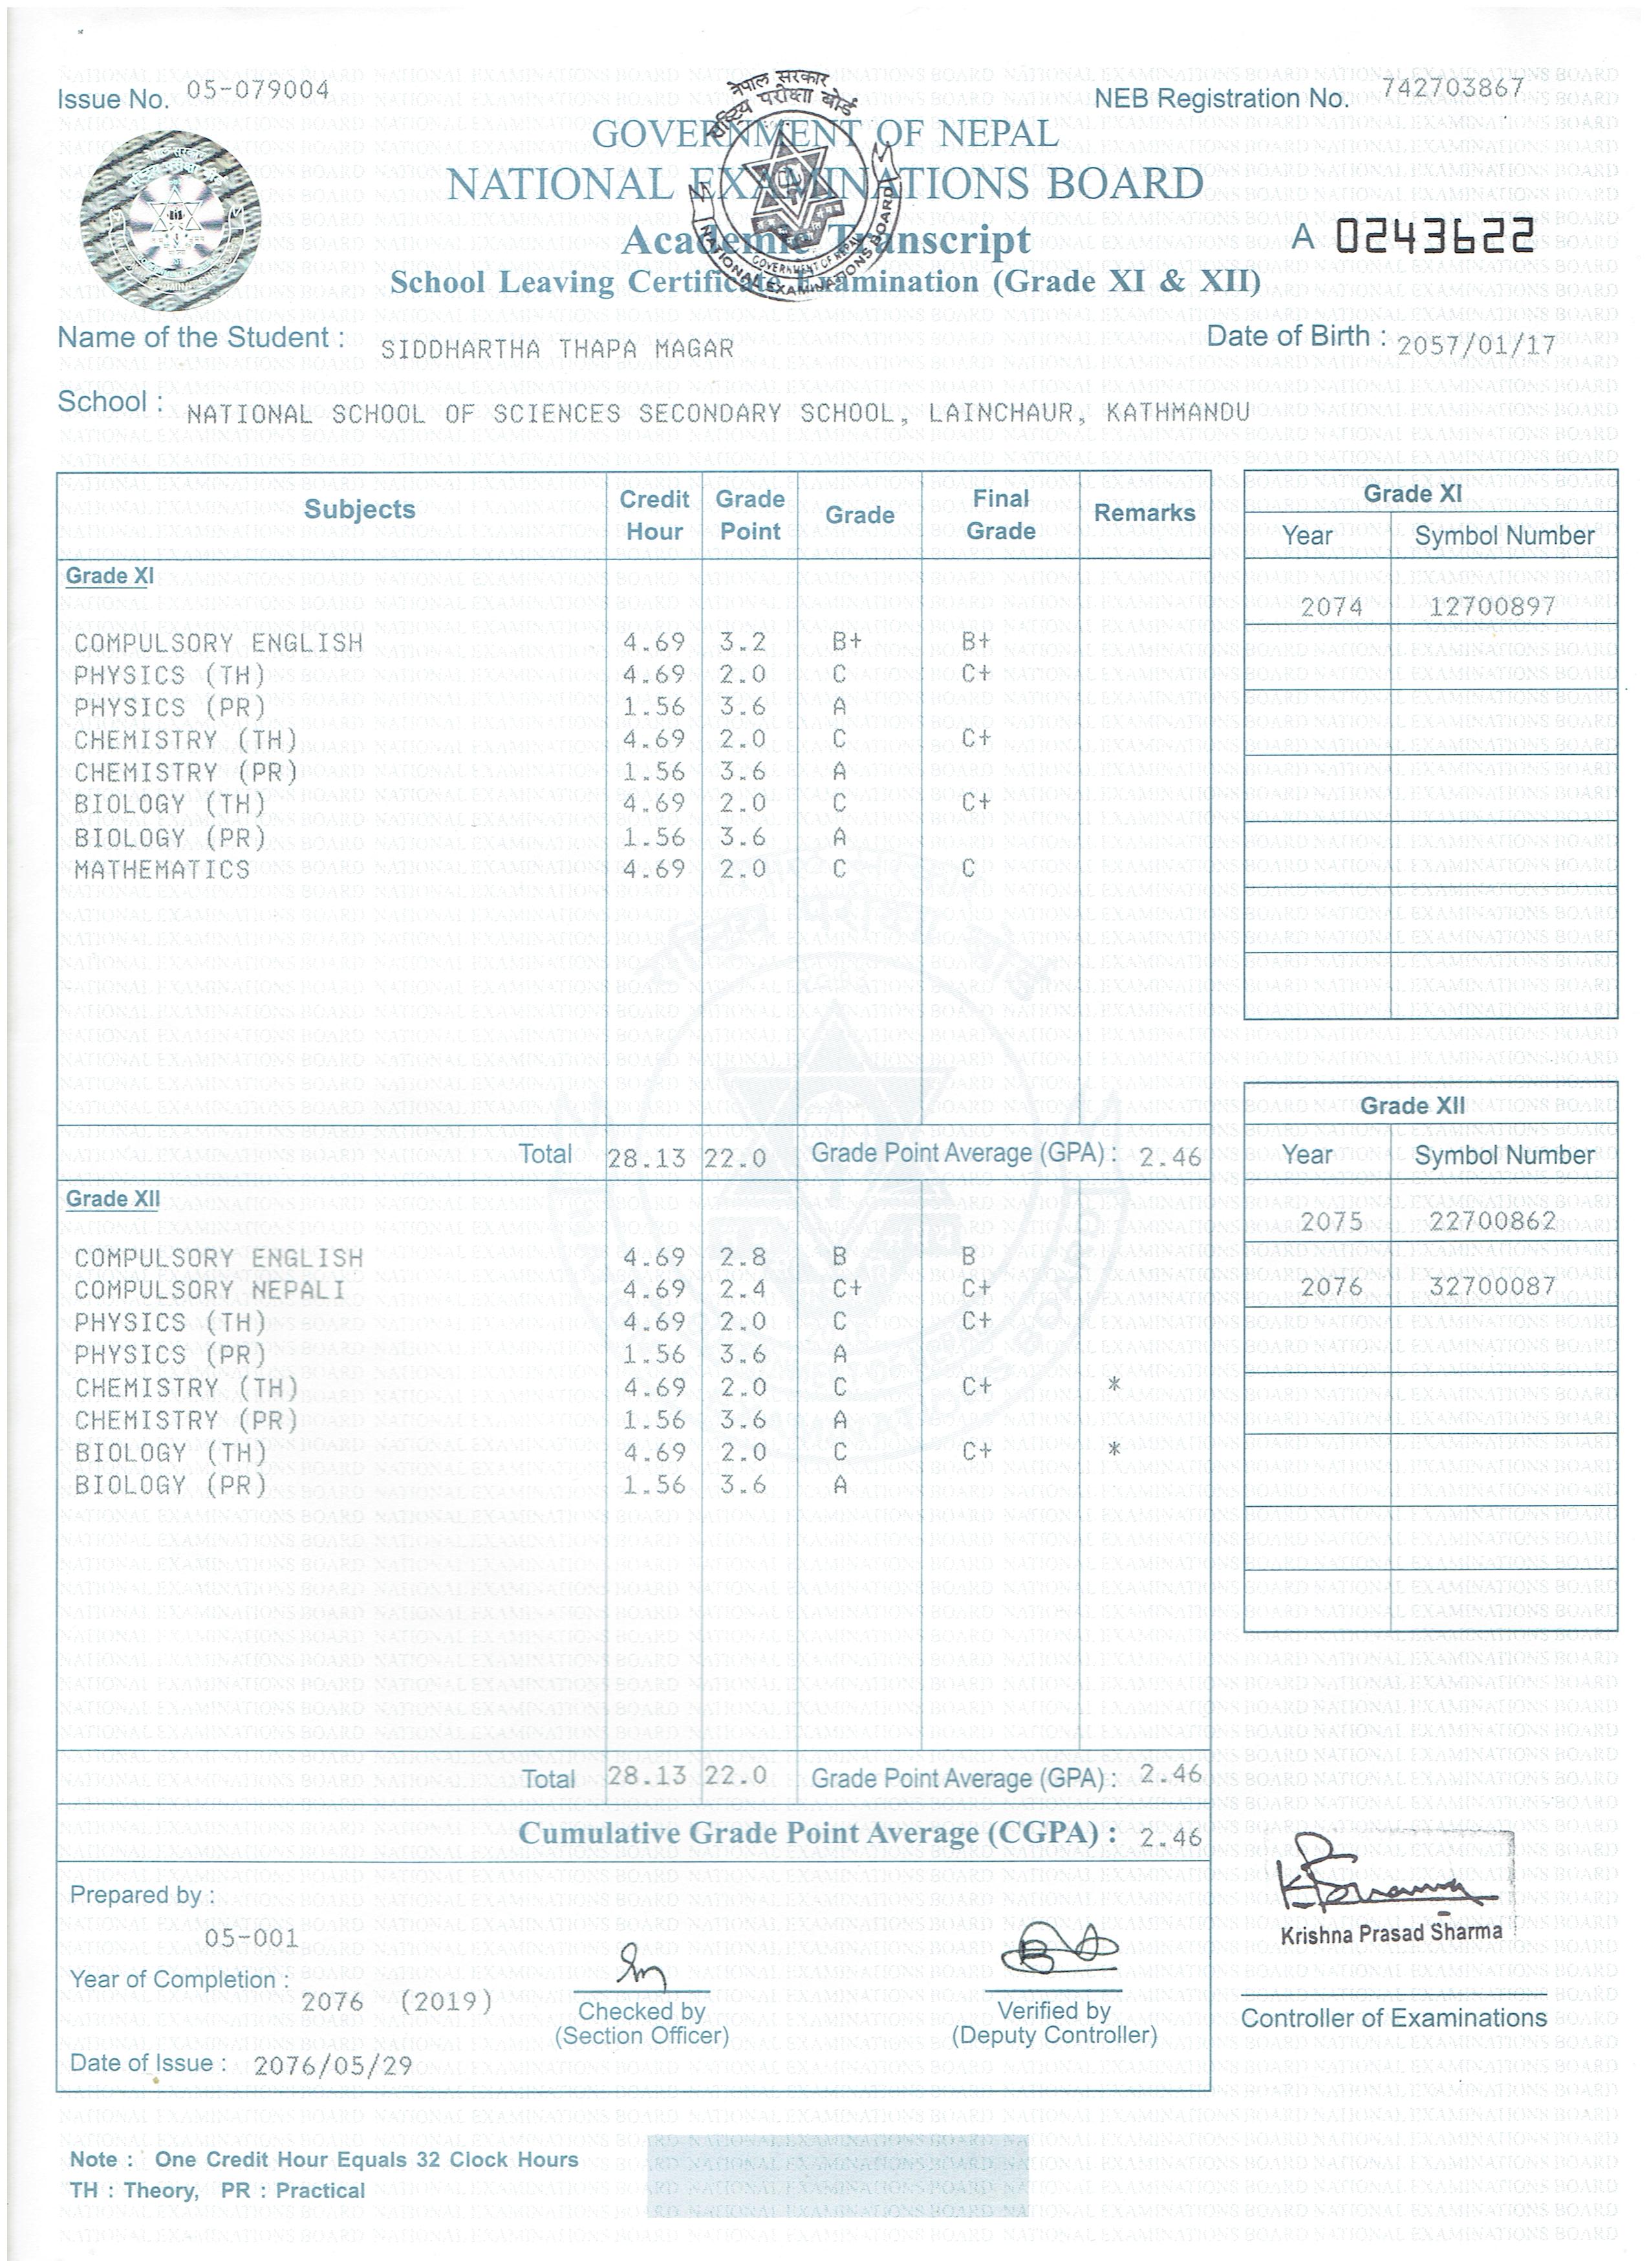 Issue No. 05-079004
NEB Registration No. 742703867
नेपाल सरकार
परीक्षा बोर्ड
GOVERNMENT OF NEPAL
NATIONAL EXAMINATIONS BOARD
A 0243622
Academic Transcript
School Leaving Certificate Examination (Grade XI & XII)
GOVERNMENT OF NEPAL
NATIONAL EXAMINATIONS BOARD
Name of the Student : SIDDHARTHA THAPA MAGAR
Date of Birth : 2057/01/17
School : NATIONAL SCHOOL OF SCIENCES SECONDARY SCHOOL, LAINCHAUR, KATHMANDU
Subjects Credit Hour Grade Point Grade Final Grade Remarks
Grade XI
COMPULSORY ENGLISH 4.69 3.2 B+ B+
PHYSICS (TH) 4.69 2.0 C C+
PHYSICS (PR) 1.56 3.6 A
CHEMISTRY (TH) 4.69 2.0 C C+
CHEMISTRY (PR) 1.56 3.6 A
BIOLOGY (TH) 4.69 2.0 C C+
BIOLOGY (PR) 1.56 3.6 A
MATHEMATICS 4.69 2.0 C C
Total 28.13 22.0 Grade Point Average (GPA) : 2.46
Grade XII
COMPULSORY ENGLISH 4.69 2.8 B B
COMPULSORY NEPALI 4.69 2.4 C+ C+
PHYSICS (TH) 4.69 2.0 C C+
PHYSICS (PR) 1.56 3.6 A
CHEMISTRY (TH) 4.69 2.0 C C+ *
CHEMISTRY (PR) 1.56 3.6 A
BIOLOGY (TH) 4.69 2.0 C C+ *
BIOLOGY (PR) 1.56 3.6 A
Total 28.13 22.0 Grade Point Average (GPA) : 2.46
Cumulative Grade Point Average (CGPA) : 2.46
Grade XI
Year Symbol Number
2074 12700897
Grade XII
Year Symbol Number
2075 22700862
2076 32700087
Prepared by :
05-001
Year of Completion :
2076 (2019)
Date of Issue : 2076/05/29
Checked by
(Section Officer)
Verified by
(Deputy Controller)
Krishna Prasad Sharma
Controller of Examinations
Note : One Credit Hour Equals 32 Clock Hours
TH : Theory, PR : Practical